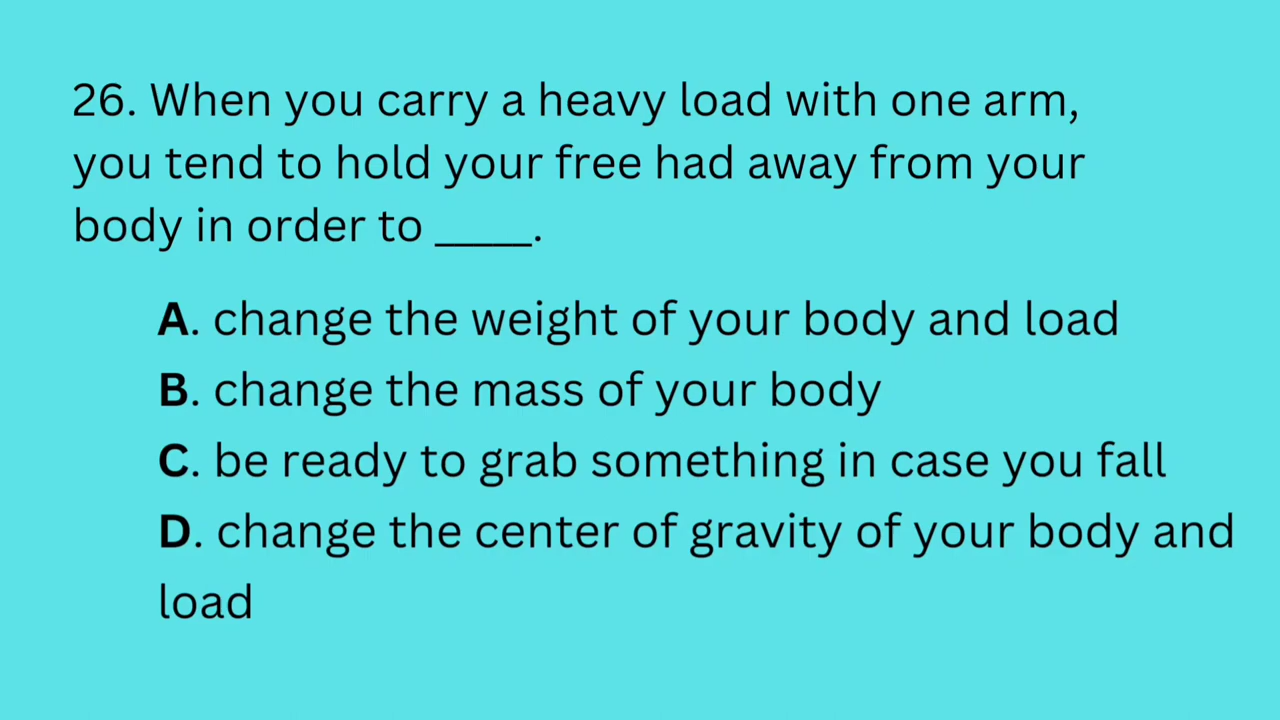 26. When you carry a heavy load with one arm,
you tend to hold your free had away from your
body in order to _____.
A. change the weight of your body and load
B. change the mass of your body
C. be ready to grab something in case you fall
D. change the center of gravity of your body and
load